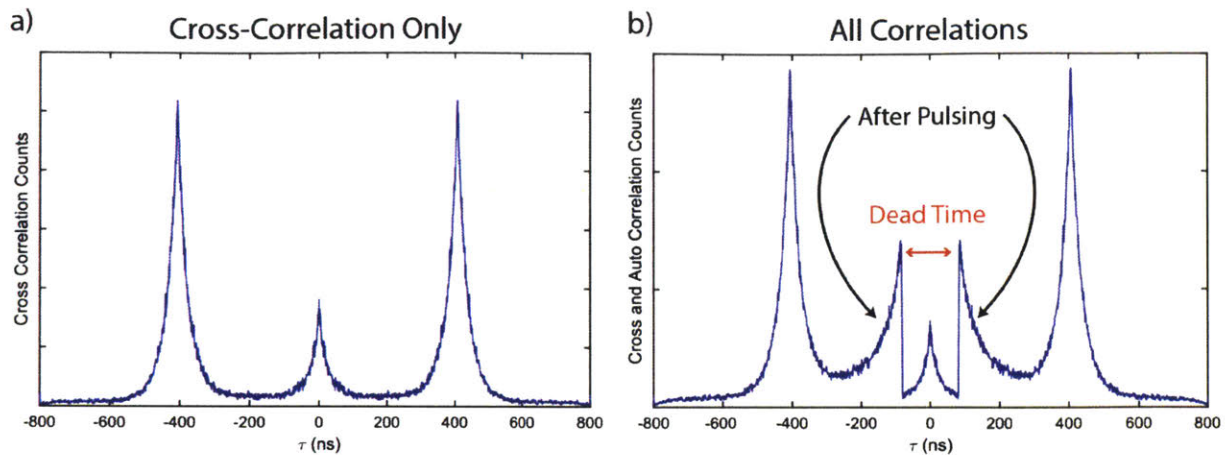 a)
Cross-Correlation Only
Cross Correlation Counts
-800 -600 -400 -200 0 200 400 600 800
τ (ns)
b)
All Correlations
After Pulsing
Dead Time
Cross and Auto Correlation Counts
-800 -600 -400 -200 0 200 400 600 800
τ (ns)